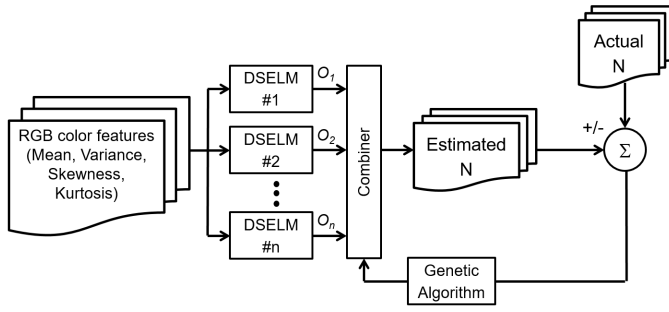 RGB color features
(Mean, Variance,
Skewness,
Kurtosis)
DSELM
#1
O1
DSELM
#2
O2
DSELM
#n
On
Combiner
Estimated
N
Actual
N
+/-
Σ
Genetic
Algorithm